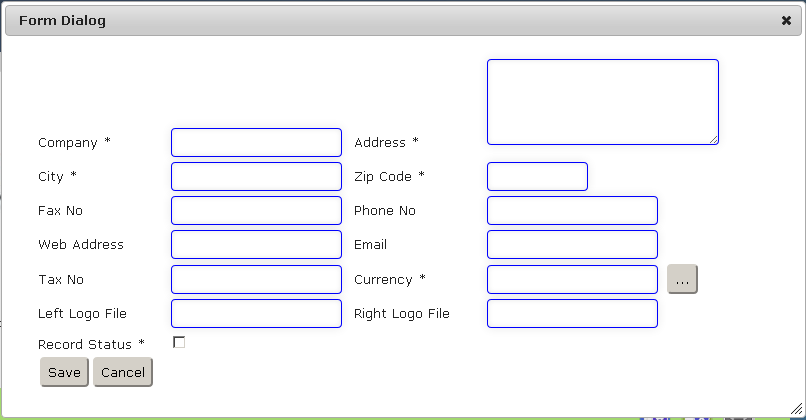 Form Dialog
Company * Address *
City * Zip Code *
Fax No Phone No
Web Address Email
Tax No Currency * ...
Left Logo File Right Logo File
Record Status *
Save Cancel